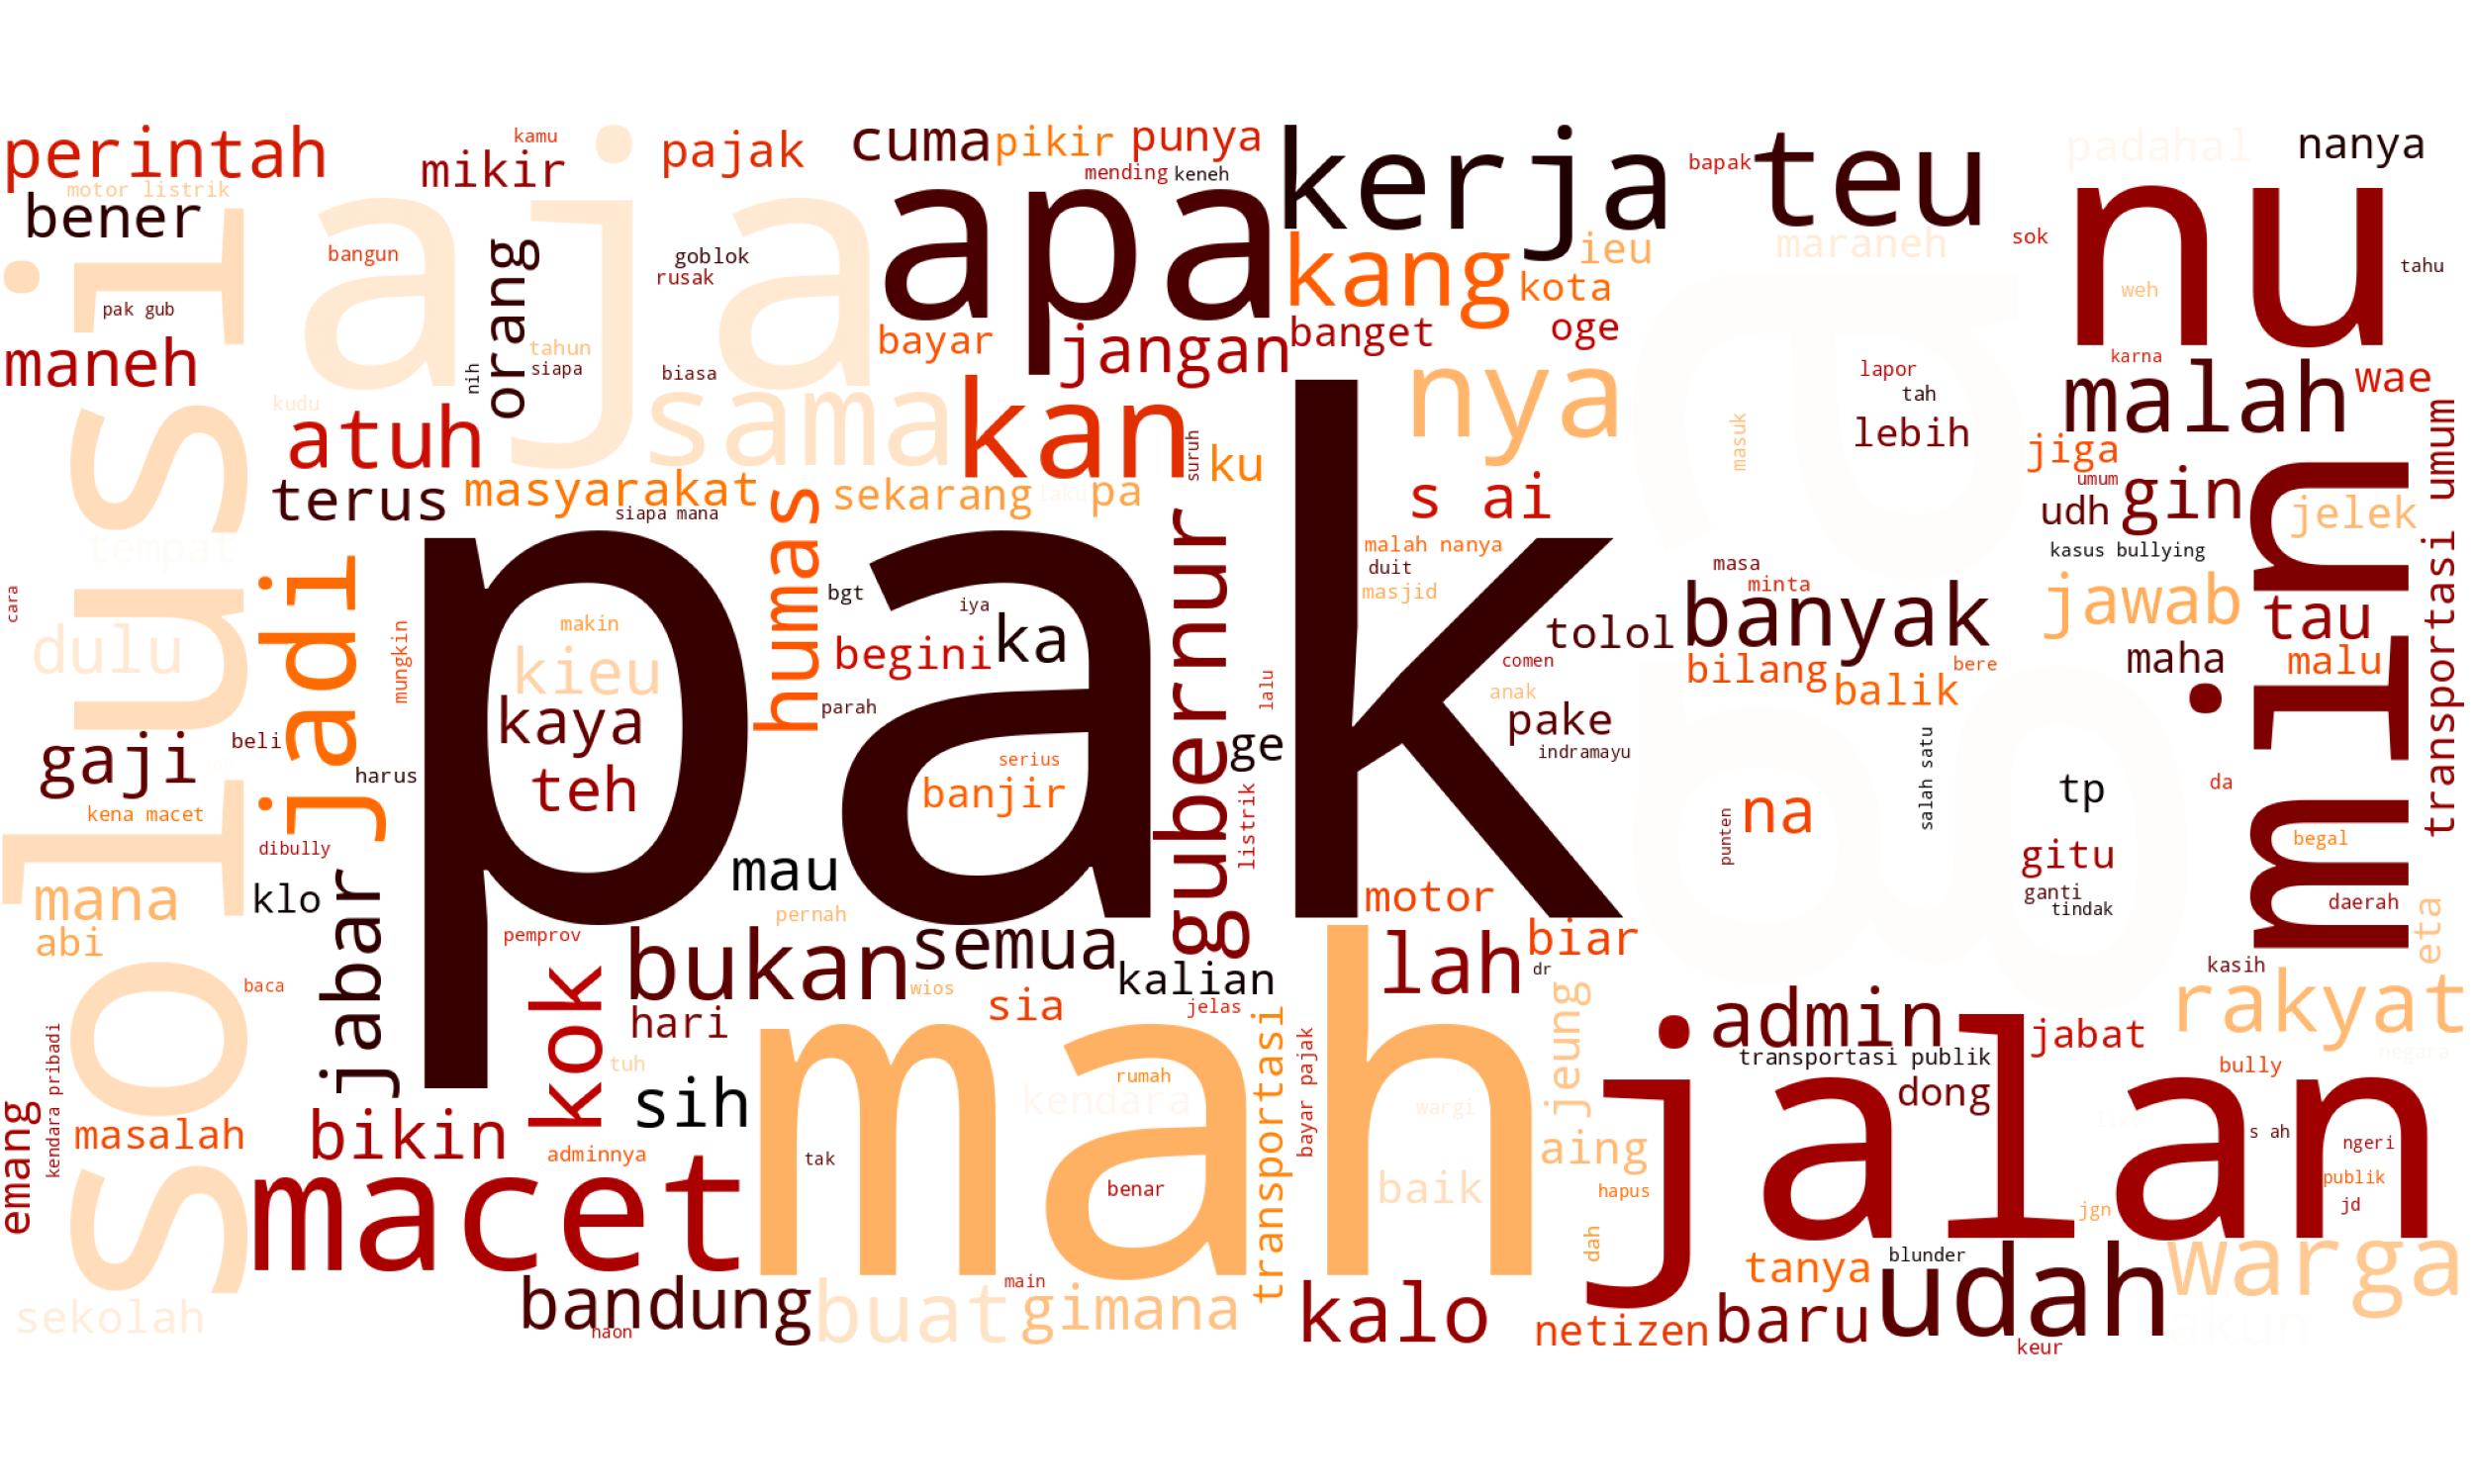 perintah
kamu
mikir
pajak
cuma
pikir
punya
mending
keneh
kerja
bapak
teu
padahal
nanya
motor listrik
bener
aja
apa
nu
bangun
orang
goblok
rusak
kang
ieu
kota
maraneh
sok
weh
tahu
pak gub
maneh
nih
tahun
siapa
biasa
bayar
jangan
banget
oge
karna
lapor
tah
lebih
malah
wae
kudu
atuh
sama
kan
suruh
ku
nya
masuk
jiga
umum
solusi
terus
masyarakat
siapa mana
sekarang
laku
pa
s ai
udh
gin
jelek
transportasi umum
tempat
jadi
humas
gubernur
malah nanya
duit
masjid
masa
minta
kasus bullying
minun
cara
dulu
mungkin
makin
kieu
kaya
teh
pak
bgt
iya
begini
ka
parah
serius
banjir
lalu
ge
listrik
tolol
comen
anak
pake
indramayu
banyak
bilang
bere
balik
jawab
tau
maha
malu
gaji
beli
harus
kena macet
dibully
salah satu
punten
na
tp
da
gitu
begal
ganti
tindak
daerah
mana
abi
klo
jabar
mau
pernah
motor
eta
pemprov
kok
bukan
semua
wios
kalian
sia
jelas
lah
dr
biar
kasih
rakyat
baca
hari
tuh
sih
transportasi
bayar pajak
jeung
admin
transportasi publik
jabat
dong
negara
bully
kendara pribadi
emang
masalah
bikin
adminnya
tak
mah
rumah
kendara
benar
wargi
baik
aing
hapus
dah
jalan
s ah
ngeri
publik
jd
jgn
macet
sekolah
bandung
haon
buat
main
gimana
kalo
netizen
tanya
blunder
baru
udah
keur
warga